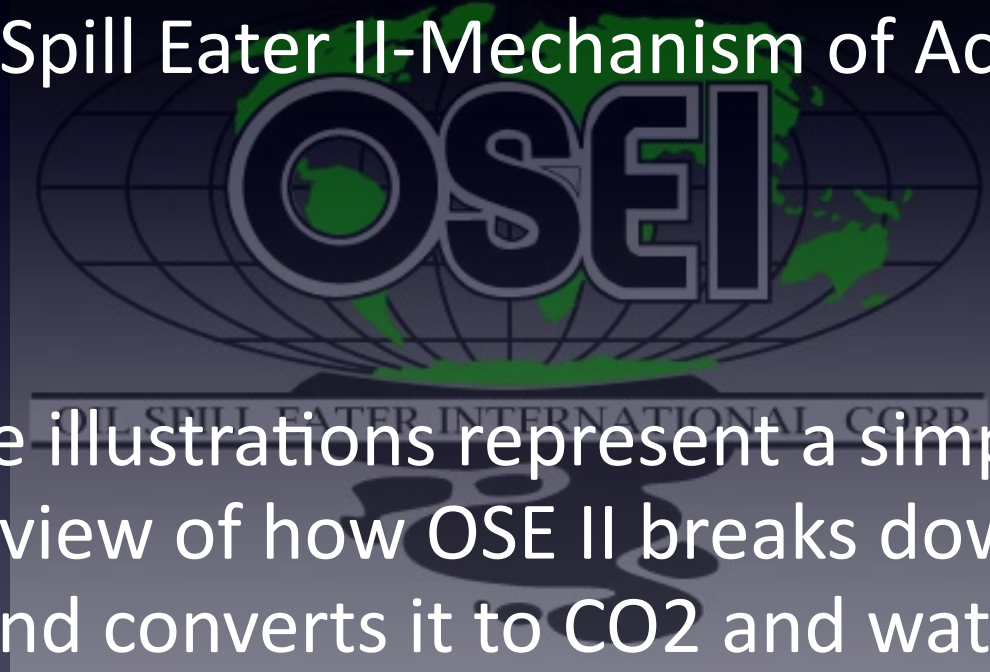 Spill Eater II-Mechanism of Ac
OSEI
OIL SPILL EATER INTERNATIONAL, CORP.
e illustrations represent a simp
view of how OSE II breaks dow
nd converts it to CO2 and wat